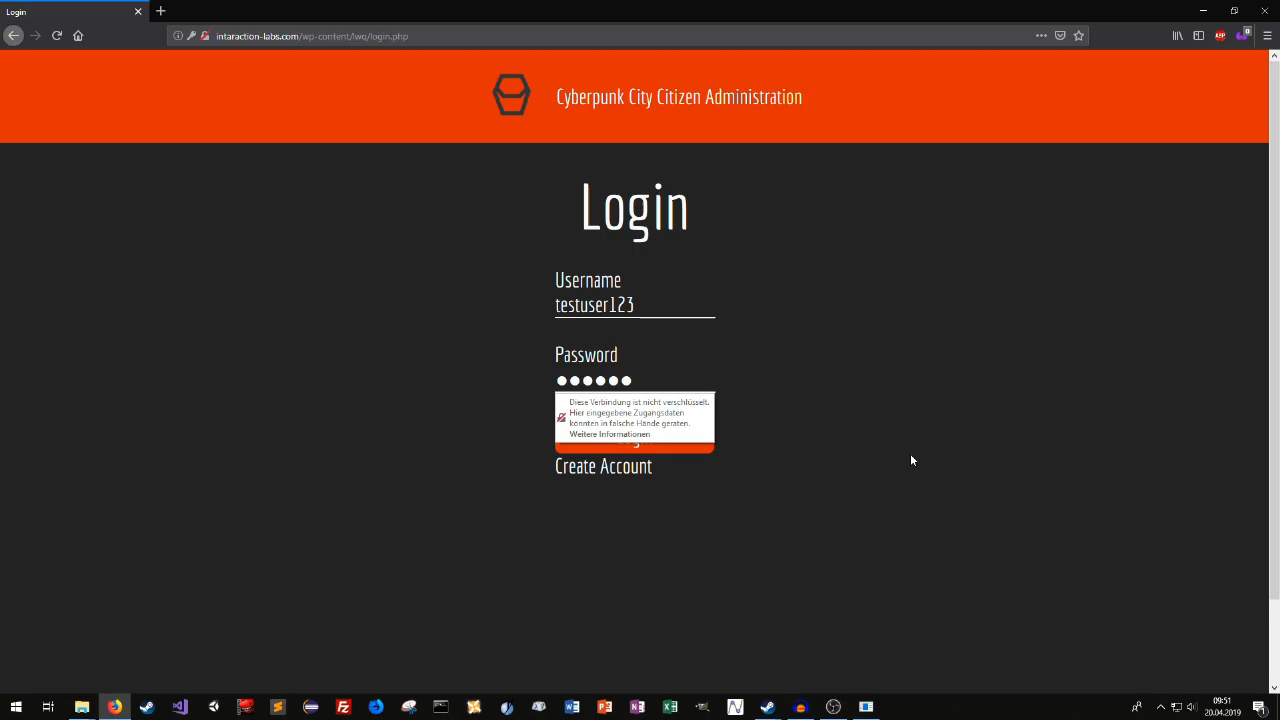 Login
intaraction-labs.com/wp-content/lwq/login.php
Cyberpunk City Citizen Administration
Login
Username
testuser123
Password
Diese Verbindung ist nicht verschlüsselt.
Hier eingegebene Zugangsdaten
könnten in falsche Hände geraten.
Weitere Informationen
Create Account
09:51
20.04.2019